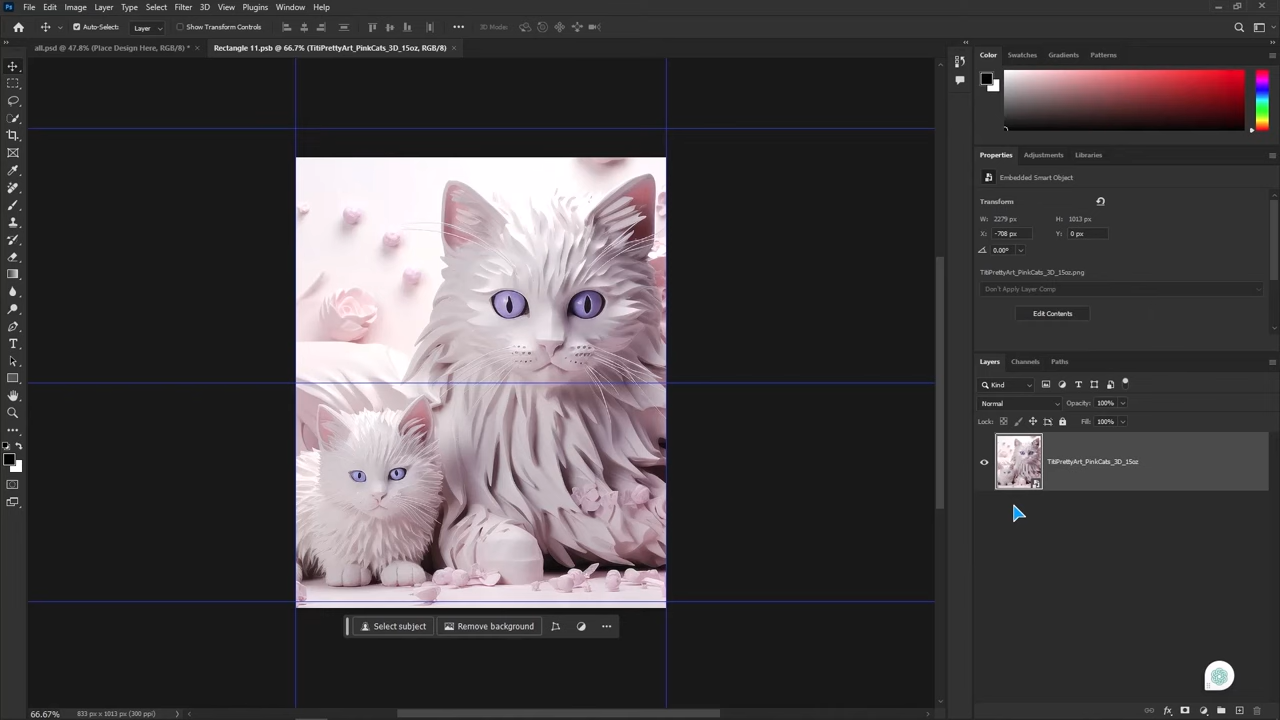 Ps File Edit Image Layer Type Select Filter 3D View Plugins Window Help
Auto-Select: Layer Show Transform Controls 3D Mode:
all.psd @ 47.8% (Place Design Here, RGB/8) * ×
Rectangle 11.psb @ 66.7% (TitiPrettyArt_PinkCats_3D_15oz, RGB/8) ×
Color Swatches Gradients Patterns
Properties Adjustments Libraries
Embedded Smart Object
Transform
W: 2279 px H: 1013 px
X: -708 px Y: 0 px
0.00°
TitiPrettyArt_PinkCats_3D_15oz.png
Don't Apply Layer Comp
Edit Contents
Layers Channels Paths
Kind
Normal Opacity: 100%
Lock: Fill: 100%
TitiPrettyArt_PinkCats_3D_15oz
Select subject Remove background
66.67% 833 px x 1013 px (300 ppi)